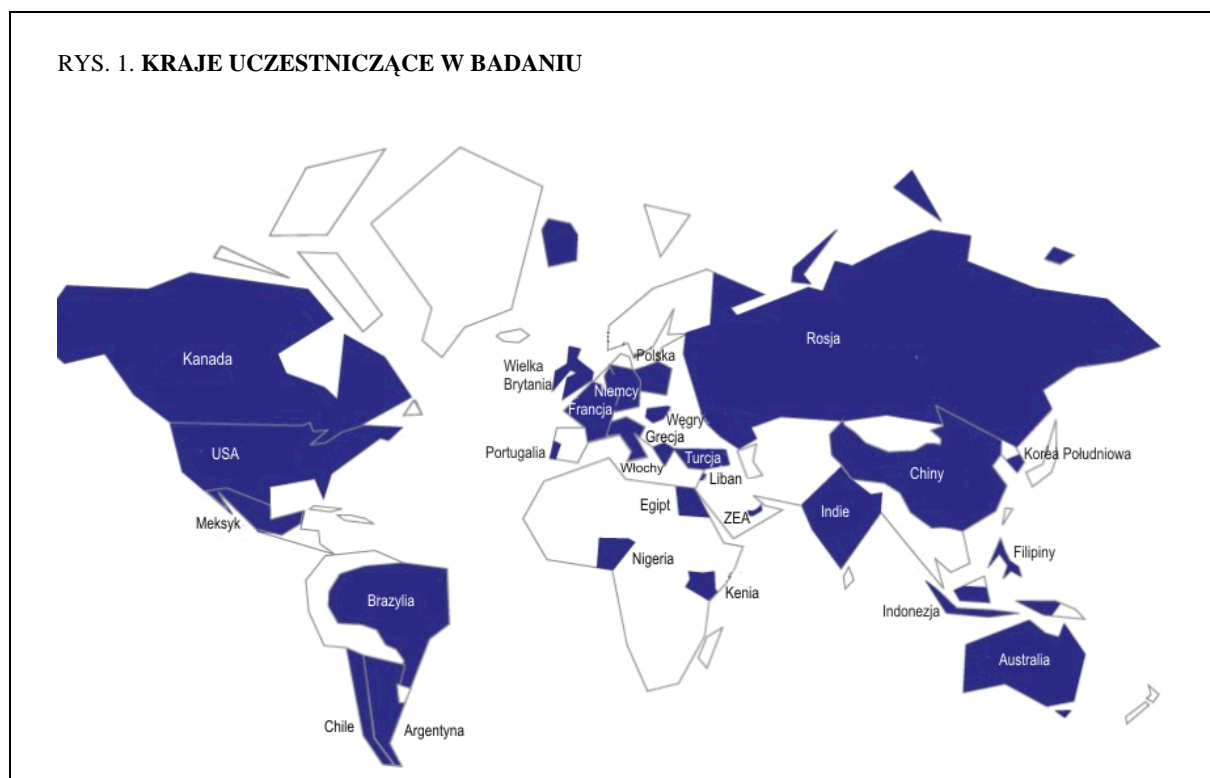 RYS. 1. KRAJE UCZESTNICZĄCE W BADANIU
Kanada
USA
Meksyk
Brazylia
Chile
Argentyna
Wielka
Brytania
Portugalia
Francja
Niemcy
Polska
Węgry
Grecja
Włochy
Turcja
Liban
Egipt
ZEA
Nigeria
Kenia
Rosja
Chiny
Korea Południowa
Indie
Filipiny
Indonezja
Australia